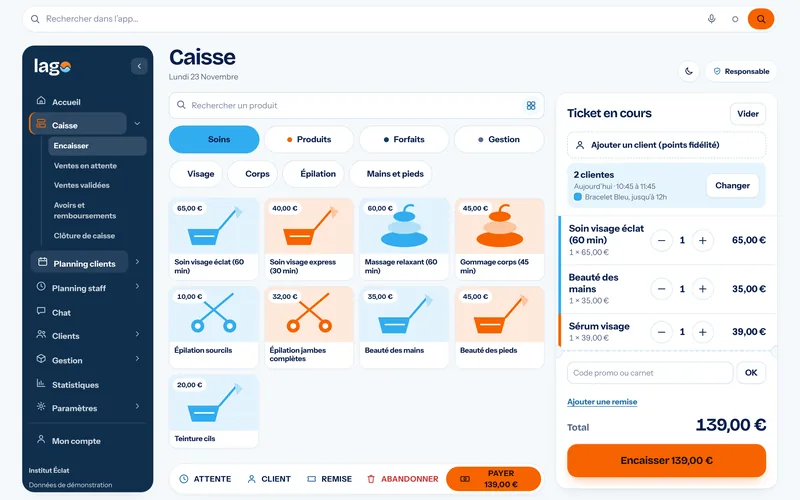 Rechercher dans l'app…
lago
Accueil
Caisse
Encaisser
Ventes en attente
Ventes validées
Avoirs et
remboursements
Clôture de caisse
Planning clients
Planning staff
Chat
Clients
Gestion
Statistiques
Paramètres
Mon compte
Institut Éclat
Données de démonstration
Caisse
Lundi 23 Novembre
Responsable
Rechercher un produit
Soins
Produits
Forfaits
Gestion
Visage
Corps
Épilation
Mains et pieds
65,00 €
Soin visage éclat (60
min)
40,00 €
Soin visage express
(30 min)
60,00 €
Massage relaxant (60
min)
45,00 €
Gommage corps (45
min)
10,00 €
Épilation sourcils
32,00 €
Épilation jambes
complètes
35,00 €
Beauté des mains
45,00 €
Beauté des pieds
20,00 €
Teinture cils
ATTENTE
CLIENT
REMISE
ABANDONNER
PAYER
139,00 €
Ticket en cours
Vider
Ajouter un client (points fidélité)
2 clientes
Aujourd'hui · 10:45 à 11:45
Bracelet Bleu, jusqu'à 12h
Changer
Soin visage éclat
(60 min)
1 × 65,00 €
− 1 +
65,00 €
Beauté des
mains
1 × 35,00 €
− 1 +
35,00 €
Sérum visage
1 × 39,00 €
− 1 +
39,00 €
Code promo ou carnet
OK
Ajouter une remise
Total
139,00 €
Encaisser 139,00 €